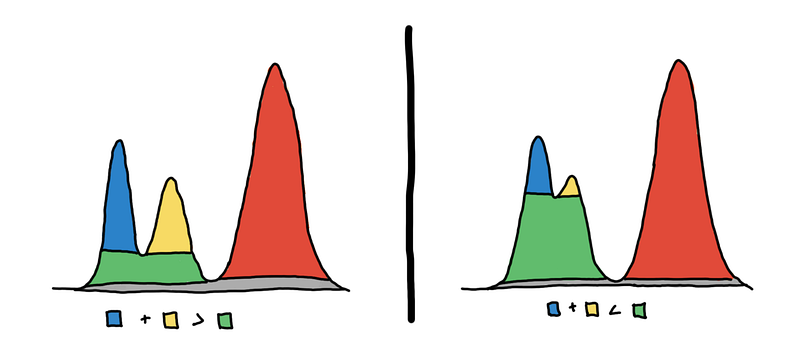 + >
+ <